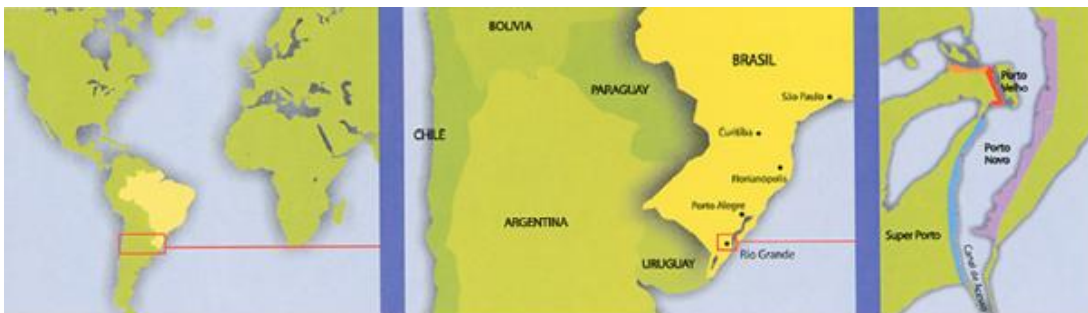 BOLIVIA
BRASIL
PARAGUAY
São Paulo
CHILE
Curitiba
Florianópolis
Porto Alegre
ARGENTINA
URUGUAY
Rio Grande
Porto
Velho
Porto
Novo
Super Porto
Canal de Acesso